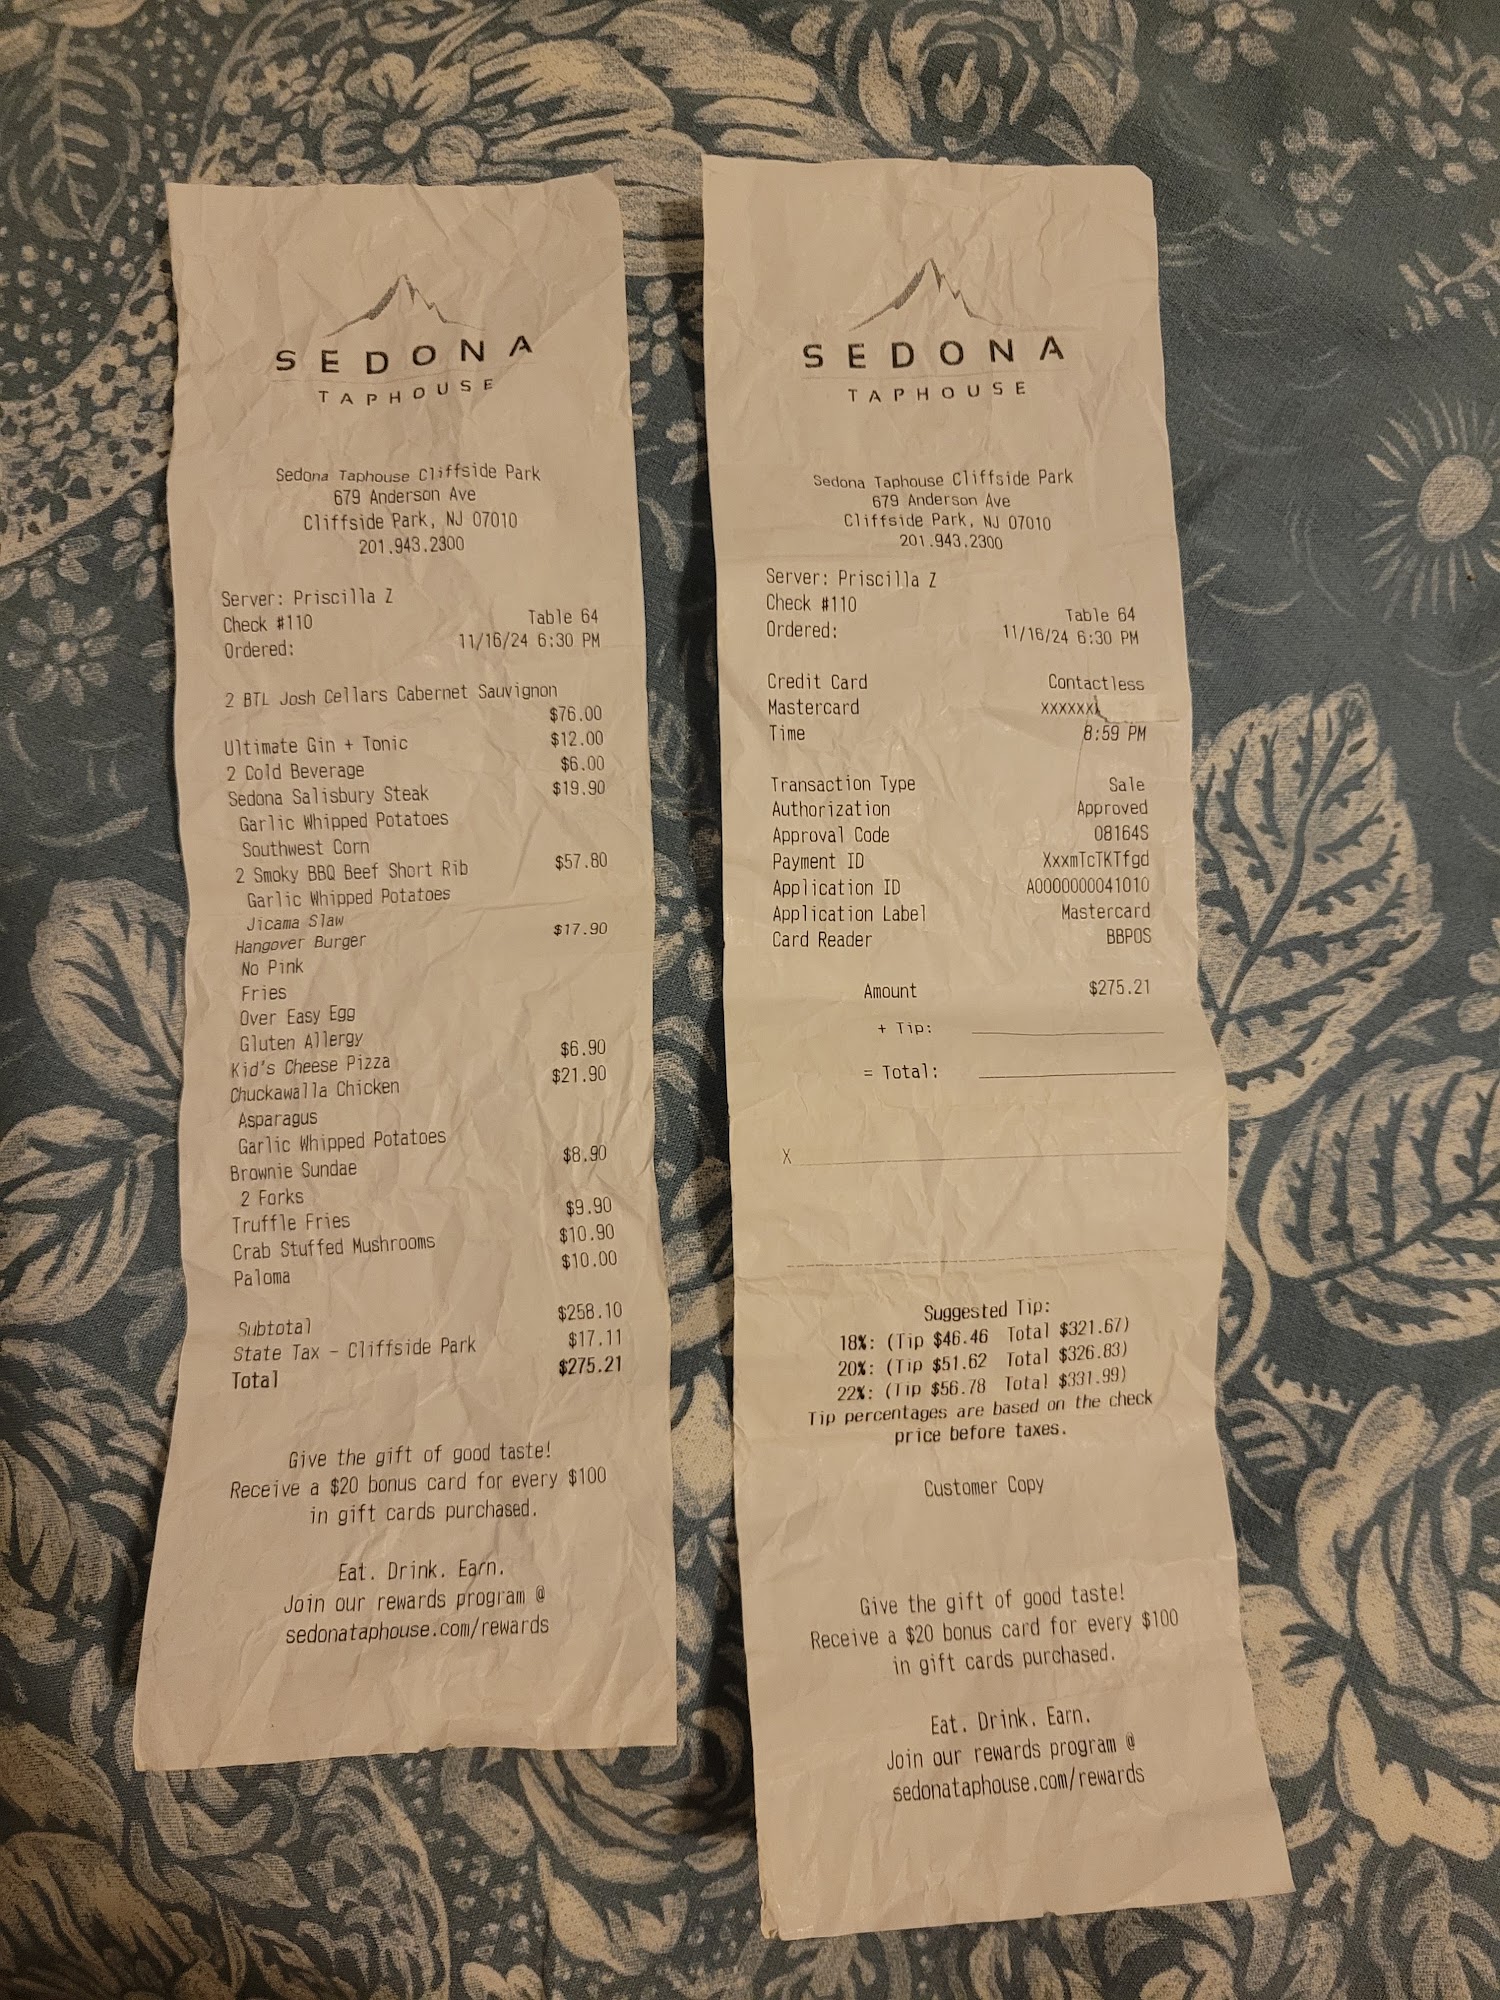 SEDONA
TAPHOUSE
Sedona Taphouse Cliffside Park
679 Anderson Ave
Cliffside Park, NJ 07010
201.943.2300
Server: Priscilla Z
Check #110 Table 64
Ordered: 11/16/24 6:30 PM
2 BTL Josh Cellars Cabernet Sauvignon
$76.00
Ultimate Gin + Tonic $12.00
2 Cold Beverage $6.00
Sedona Salisbury Steak $19.90
Garlic Whipped Potatoes
Southwest Corn
2 Smoky BBQ Beef Short Rib $57.80
Garlic Whipped Potatoes
Jicama Slaw
Hangover Burger $17.90
No Pink
Fries
Over Easy Egg
Gluten Allergy
Kid's Cheese Pizza $6.90
Chuckawalla Chicken $21.90
Asparagus
Garlic Whipped Potatoes
Brownie Sundae $8.90
2 Forks
Truffle Fries $9.90
Crab Stuffed Mushrooms $10.90
Paloma $10.00
Subtotal $258.10
State Tax - Cliffside Park $17.11
Total $275.21
Give the gift of good taste!
Receive a $20 bonus card for every $100
in gift cards purchased.
Eat. Drink. Earn.
Join our rewards program @
sedonataphouse.com/rewards
SEDONA
TAPHOUSE
Sedona Taphouse Cliffside Park
679 Anderson Ave
Cliffside Park, NJ 07010
201.943.2300
Server: Priscilla Z
Check #110 Table 64
Ordered: 11/16/24 6:30 PM
Credit Card Contactless
Mastercard xxxxxx
Time 8:59 PM
Transaction Type Sale
Authorization Approved
Approval Code 08164S
Payment ID XxxmTcTKTfgd
Application ID A0000000041010
Application Label Mastercard
Card Reader BBPOS
Amount $275.21
+ Tip:
= Total:
X
Suggested Tip:
18%: (Tip $46.46 Total $321.67)
20%: (Tip $51.62 Total $326.83)
22%: (Tip $56.78 Total $331.99)
Tip percentages are based on the check
price before taxes.
Customer Copy
Give the gift of good taste!
Receive a $20 bonus card for every $100
in gift cards purchased.
Eat. Drink. Earn.
Join our rewards program @
sedonataphouse.com/rewards